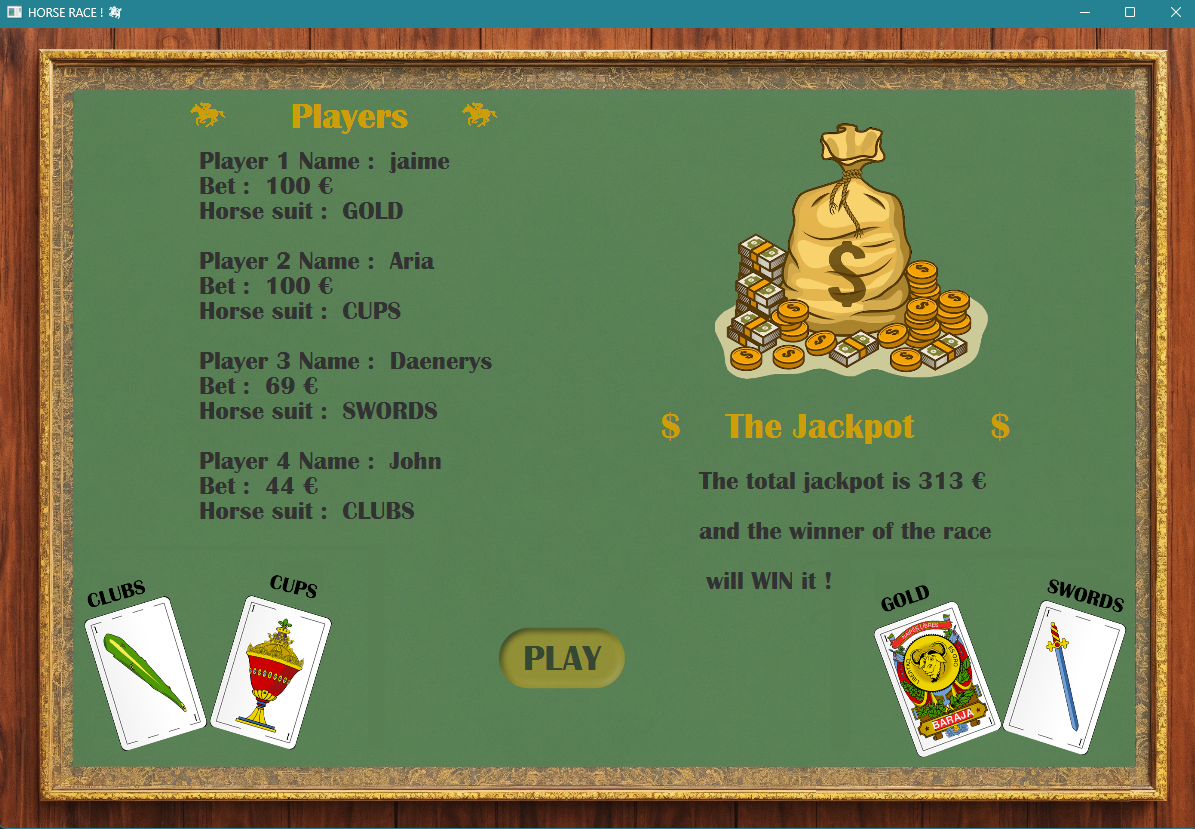 HORSE RACE ! 🏇
Players
Player 1 Name : jaime
Bet : 100 €
Horse suit : GOLD
Player 2 Name : Aria
Bet : 100 €
Horse suit : CUPS
Player 3 Name : Daenerys
Bet : 69 €
Horse suit : SWORDS
Player 4 Name : John
Bet : 44 €
Horse suit : CLUBS
$
$ The Jackpot $
The total jackpot is 313 €
and the winner of the race
will WIN it !
CLUBS
CUPS
PLAY
GOLD
SWORDS
BARAJA